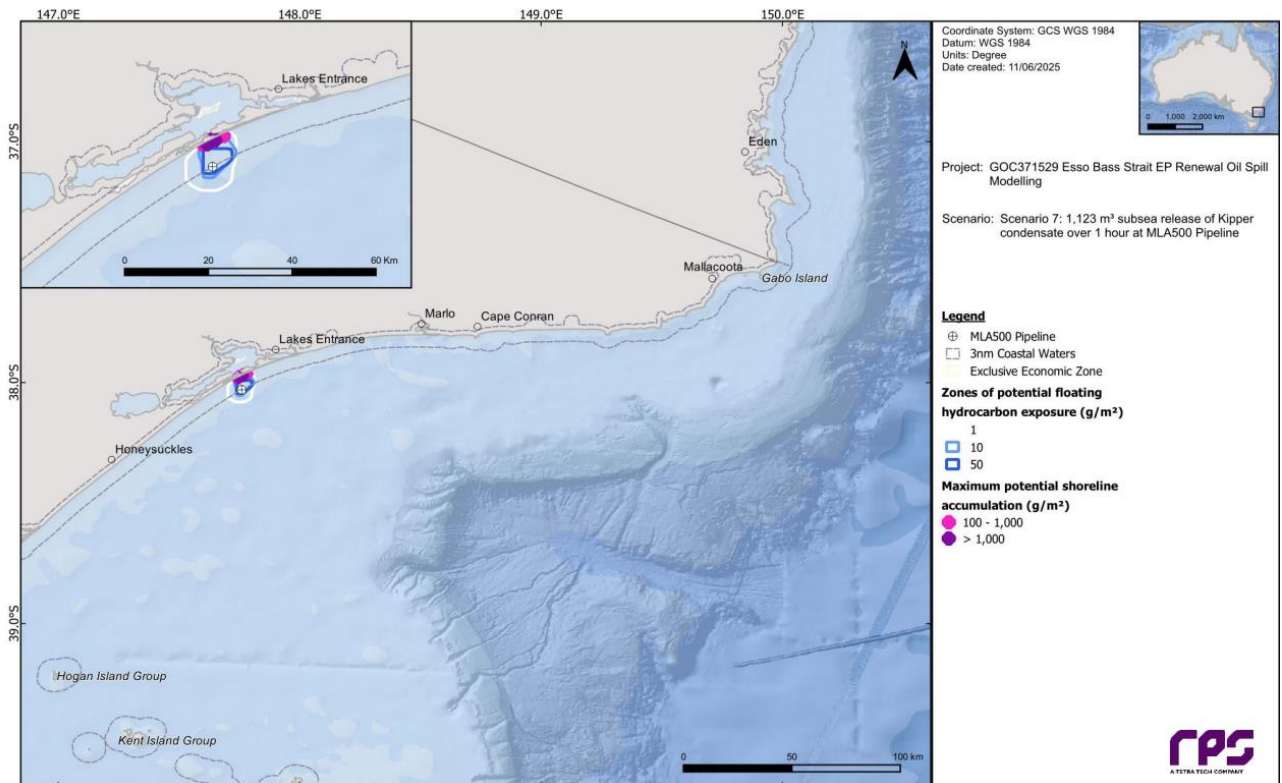 147.0°E
148.0°E
149.0°E
150.0°E
37.0°S
38.0°S
39.0°S
Lakes Entrance
0
20
40
60 Km
N
Eden
Mallacoota
Gabo Island
Marlo
Cape Conran
Lakes Entrance
Honeysuckles
Hogan Island Group
Kent Island Group
0
50
100 km
Coordinate System: GCS WGS 1984
Datum: WGS 1984
Units: Degree
Date created: 11/06/2025
0
1,000
2,000 km
Project: GOC371529 Esso Bass Strait EP Renewal Oil Spill
Modelling
Scenario: Scenario 7: 1,123 m³ subsea release of Kipper
condensate over 1 hour at MLA500 Pipeline
Legend
MLA500 Pipeline
3nm Coastal Waters
Exclusive Economic Zone
Zones of potential floating
hydrocarbon exposure (g/m²)
1
10
50
Maximum potential shoreline
accumulation (g/m²)
100 - 1,000
> 1,000
rps
A TETRA TECH COMPANY